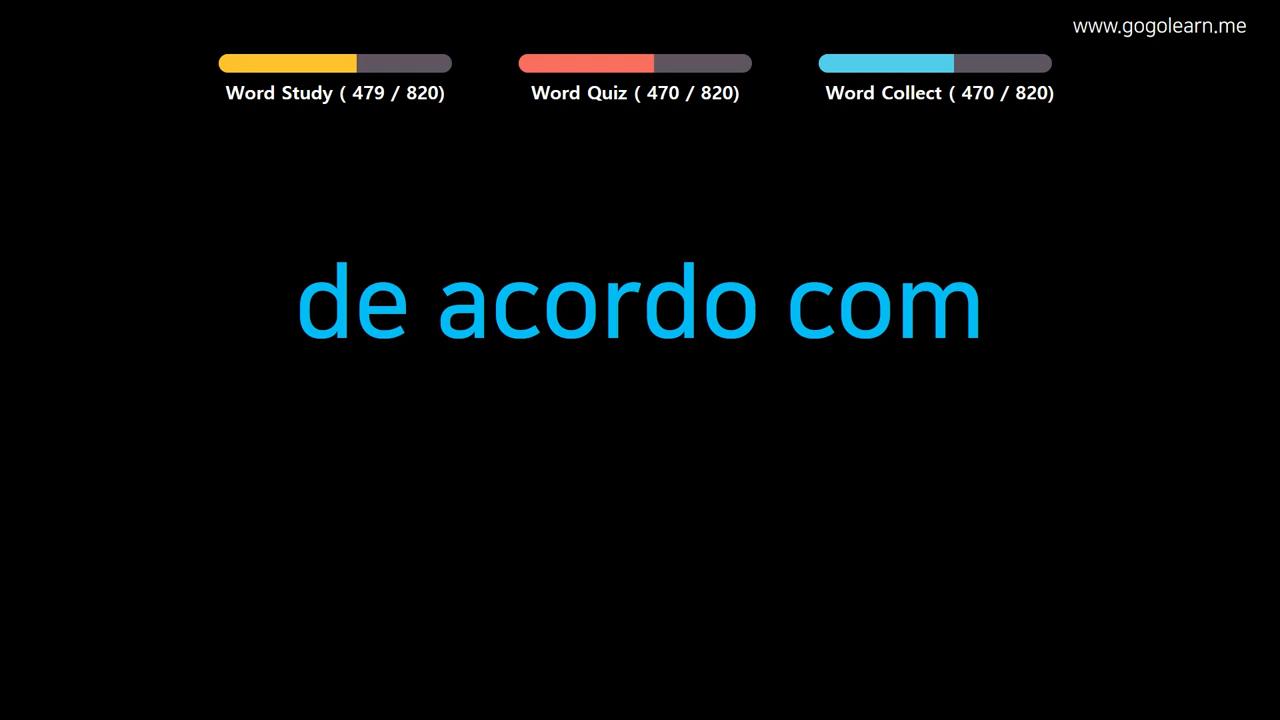 www.gogolearn.me
Word Study ( 479 / 820)
Word Quiz ( 470 / 820)
Word Collect ( 470 / 820)
de acordo com